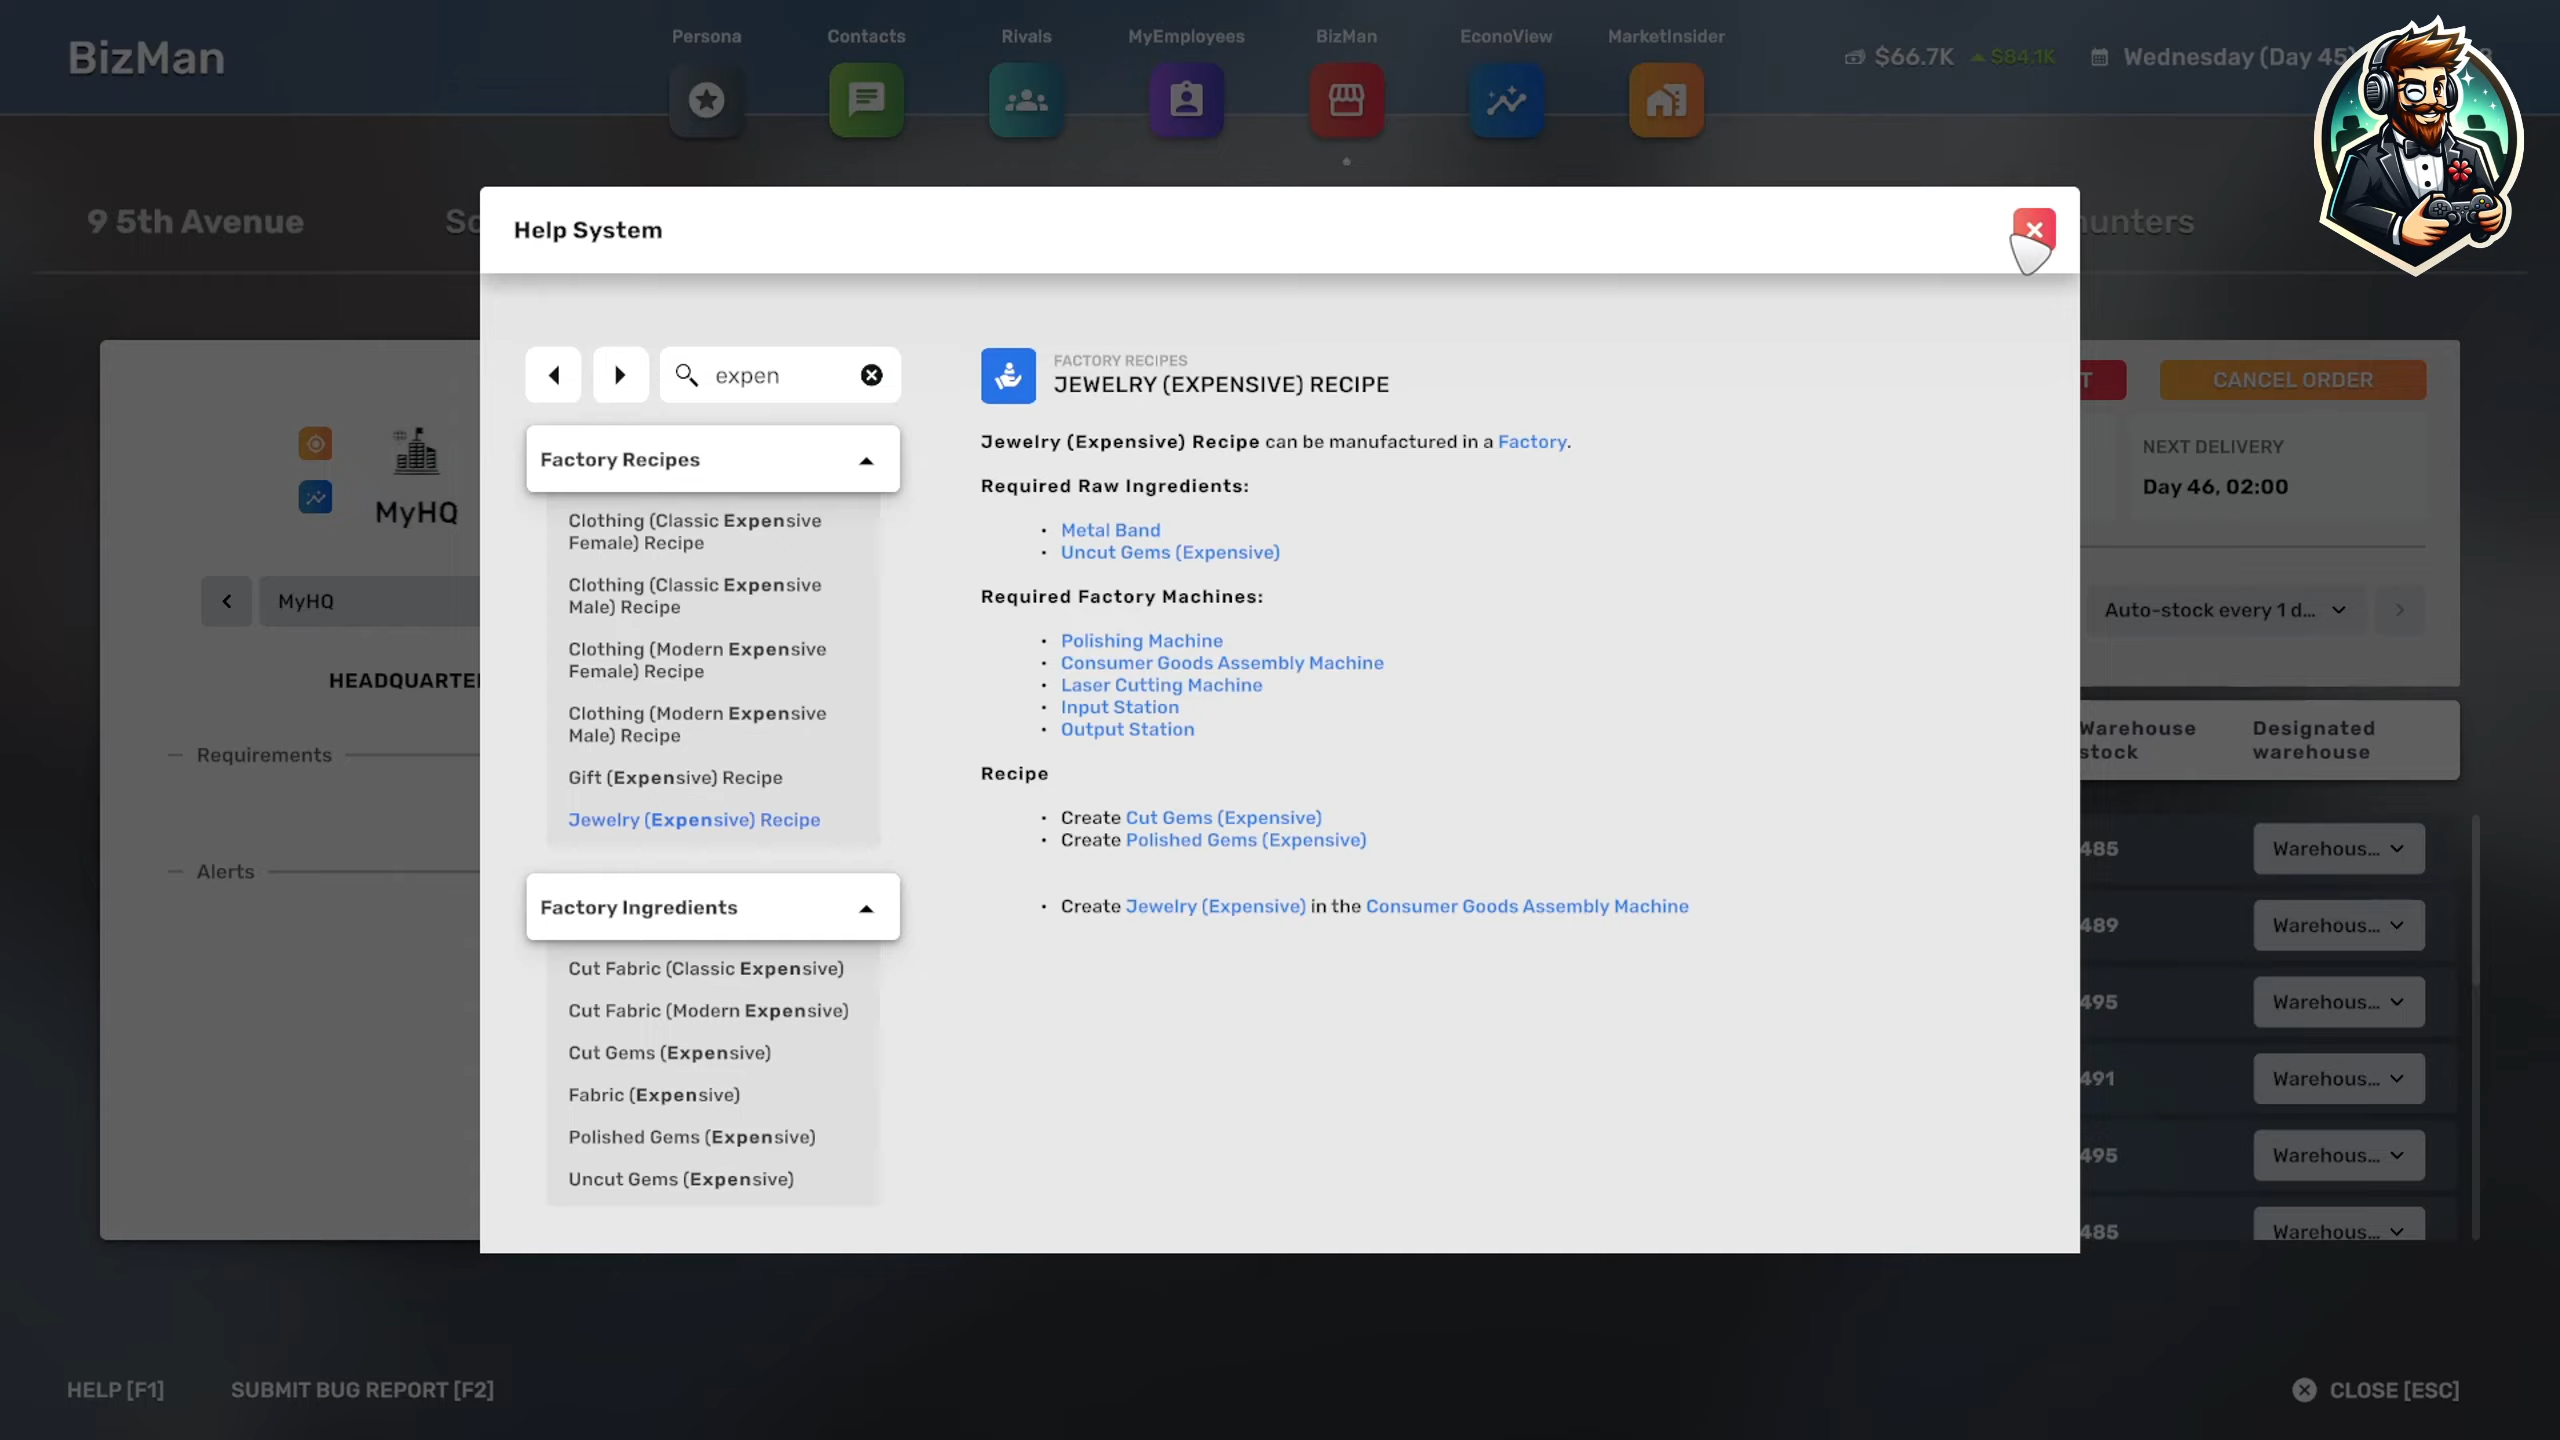 BizMan
Persona
Contacts
Rivals
MyEmployees
BizMan
EconoView
MarketInsider
$66.7K
$84.1K
Wednesday (Day 45)
9 5th Avenue
Help System
expen
Factory Recipes
Clothing (Classic Expensive
Female) Recipe
Clothing (Classic Expensive
Male) Recipe
Clothing (Modern Expensive
Female) Recipe
Clothing (Modern Expensive
Male) Recipe
Gift (Expensive) Recipe
Jewelry (Expensive) Recipe
Factory Ingredients
Cut Fabric (Classic Expensive)
Cut Fabric (Modern Expensive)
Cut Gems (Expensive)
Fabric (Expensive)
Polished Gems (Expensive)
Uncut Gems (Expensive)
FACTORY RECIPES
JEWELRY (EXPENSIVE) RECIPE
Jewelry (Expensive) Recipe can be manufactured in a Factory.
Required Raw Ingredients:
• Metal Band
• Uncut Gems (Expensive)
Required Factory Machines:
• Polishing Machine
• Consumer Goods Assembly Machine
• Laser Cutting Machine
• Input Station
• Output Station
Recipe
• Create Cut Gems (Expensive)
• Create Polished Gems (Expensive)
• Create Jewelry (Expensive) in the Consumer Goods Assembly Machine
MyHQ
MyHQ
HEADQUARTE
Requirements
Alerts
unters
T
CANCEL ORDER
NEXT DELIVERY
Day 46, 02:00
Auto-stock every 1 d...
Warehouse
stock
Designated
warehouse
485
Warehous...
489
Warehous...
495
Warehous...
491
Warehous...
495
Warehous...
485
Warehous...
HELP [F1]
SUBMIT BUG REPORT [F2]
CLOSE [ESC]